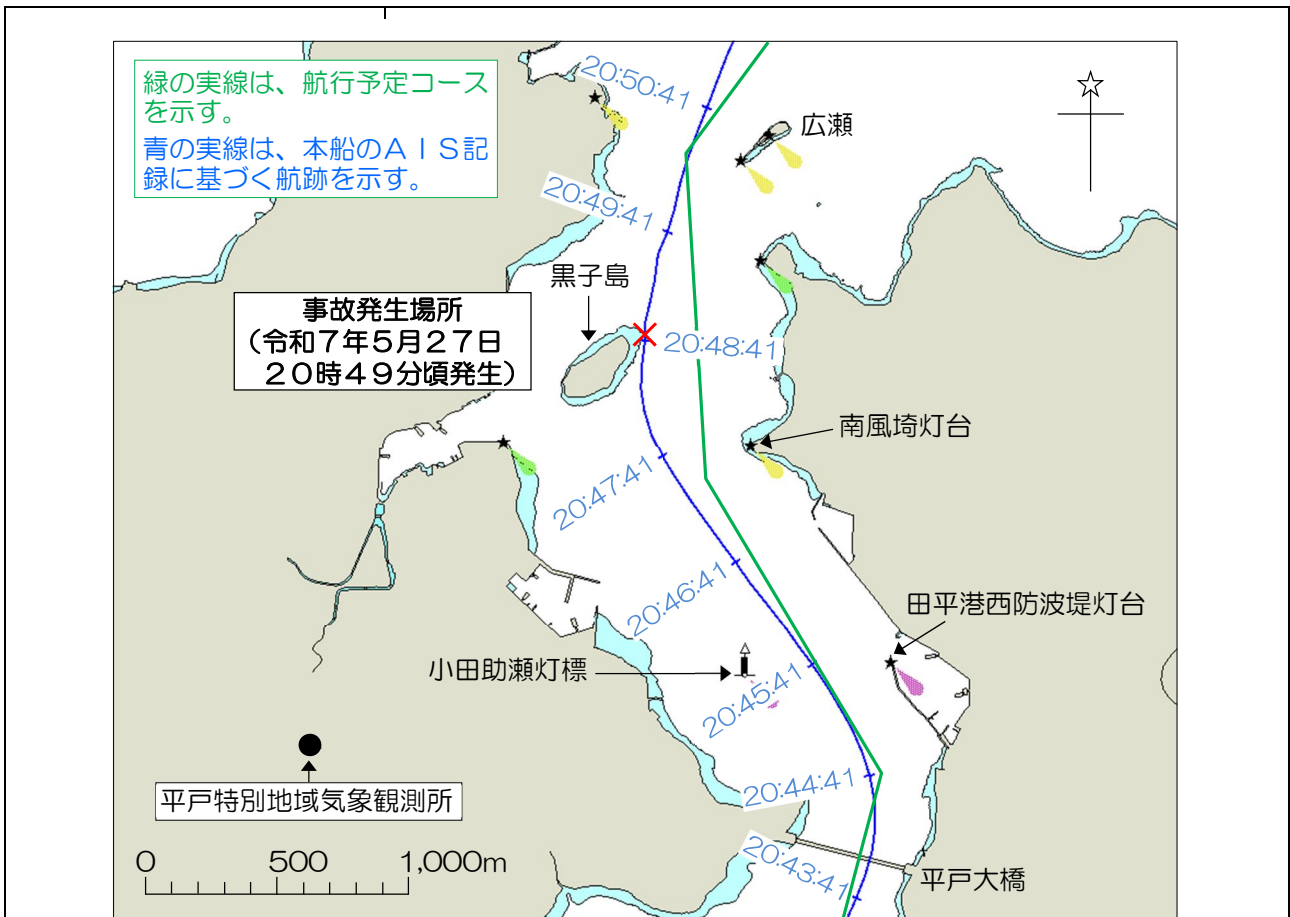 緑の実線は、航行予定コース
を示す。
青の実線は、本船のＡＩＳ記
録に基づく航跡を示す。
20:50:41
広瀬
20:49:41
黒子島
事故発生場所
（令和７年５月２７日
２０時４９分頃発生）
20:48:41
南風埼灯台
20:47:41
20:46:41
田平港西防波堤灯台
小田助瀬灯標
20:45:41
20:44:41
平戸特別地域気象観測所
20:43:41
平戸大橋
0 500 1,000m